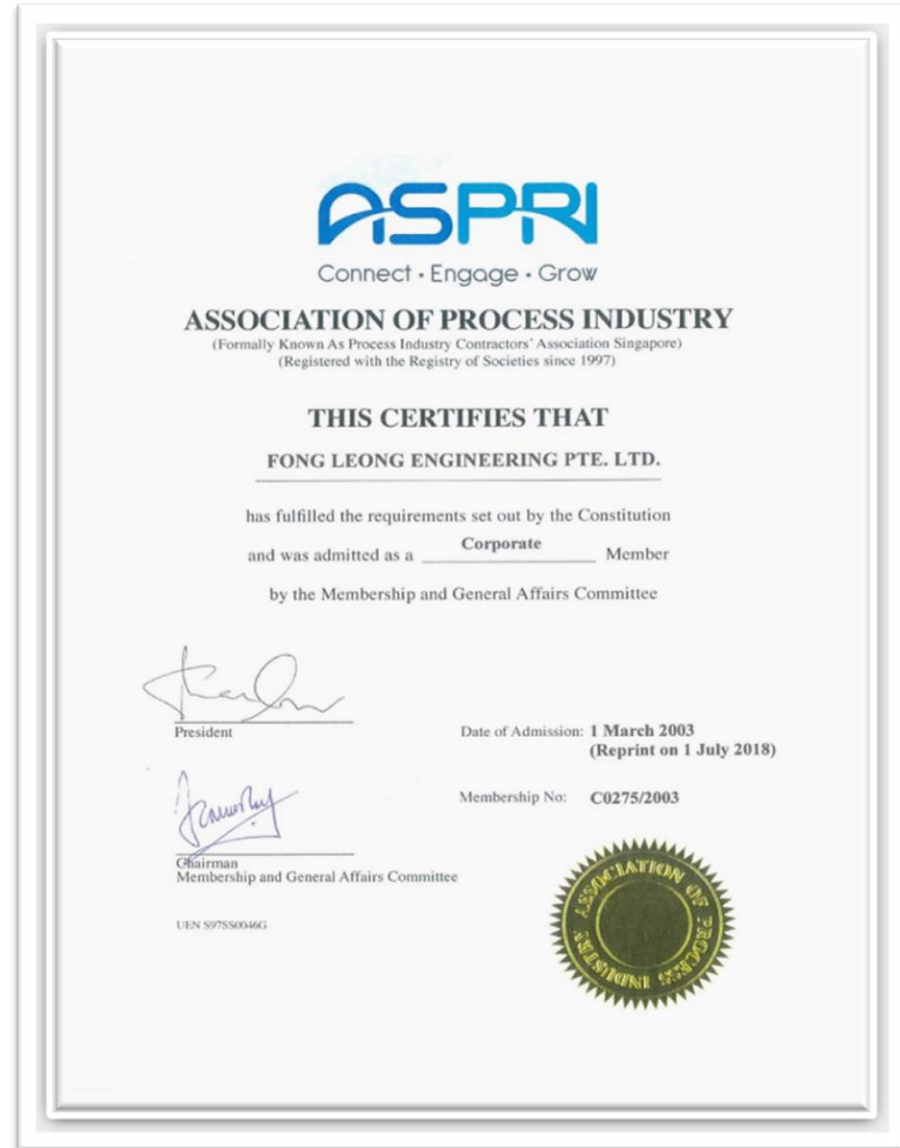 ASPRI
Connect • Engage • Grow
ASSOCIATION OF PROCESS INDUSTRY
(Formally Known As Process Industry Contractors' Association Singapore)
(Registered with the Registry of Societies since 1997)
THIS CERTIFIES THAT
FONG LEONG ENGINEERING PTE. LTD.
has fulfilled the requirements set out by the Constitution
and was admitted as a Corporate Member
by the Membership and General Affairs Committee
President
Date of Admission: 1 March 2003
(Reprint on 1 July 2018)
Membership No: C0275/2003
Chairman
Membership and General Affairs Committee
UEN S97SS0046G
ASSOCIATION OF PROCESS INDUSTRY